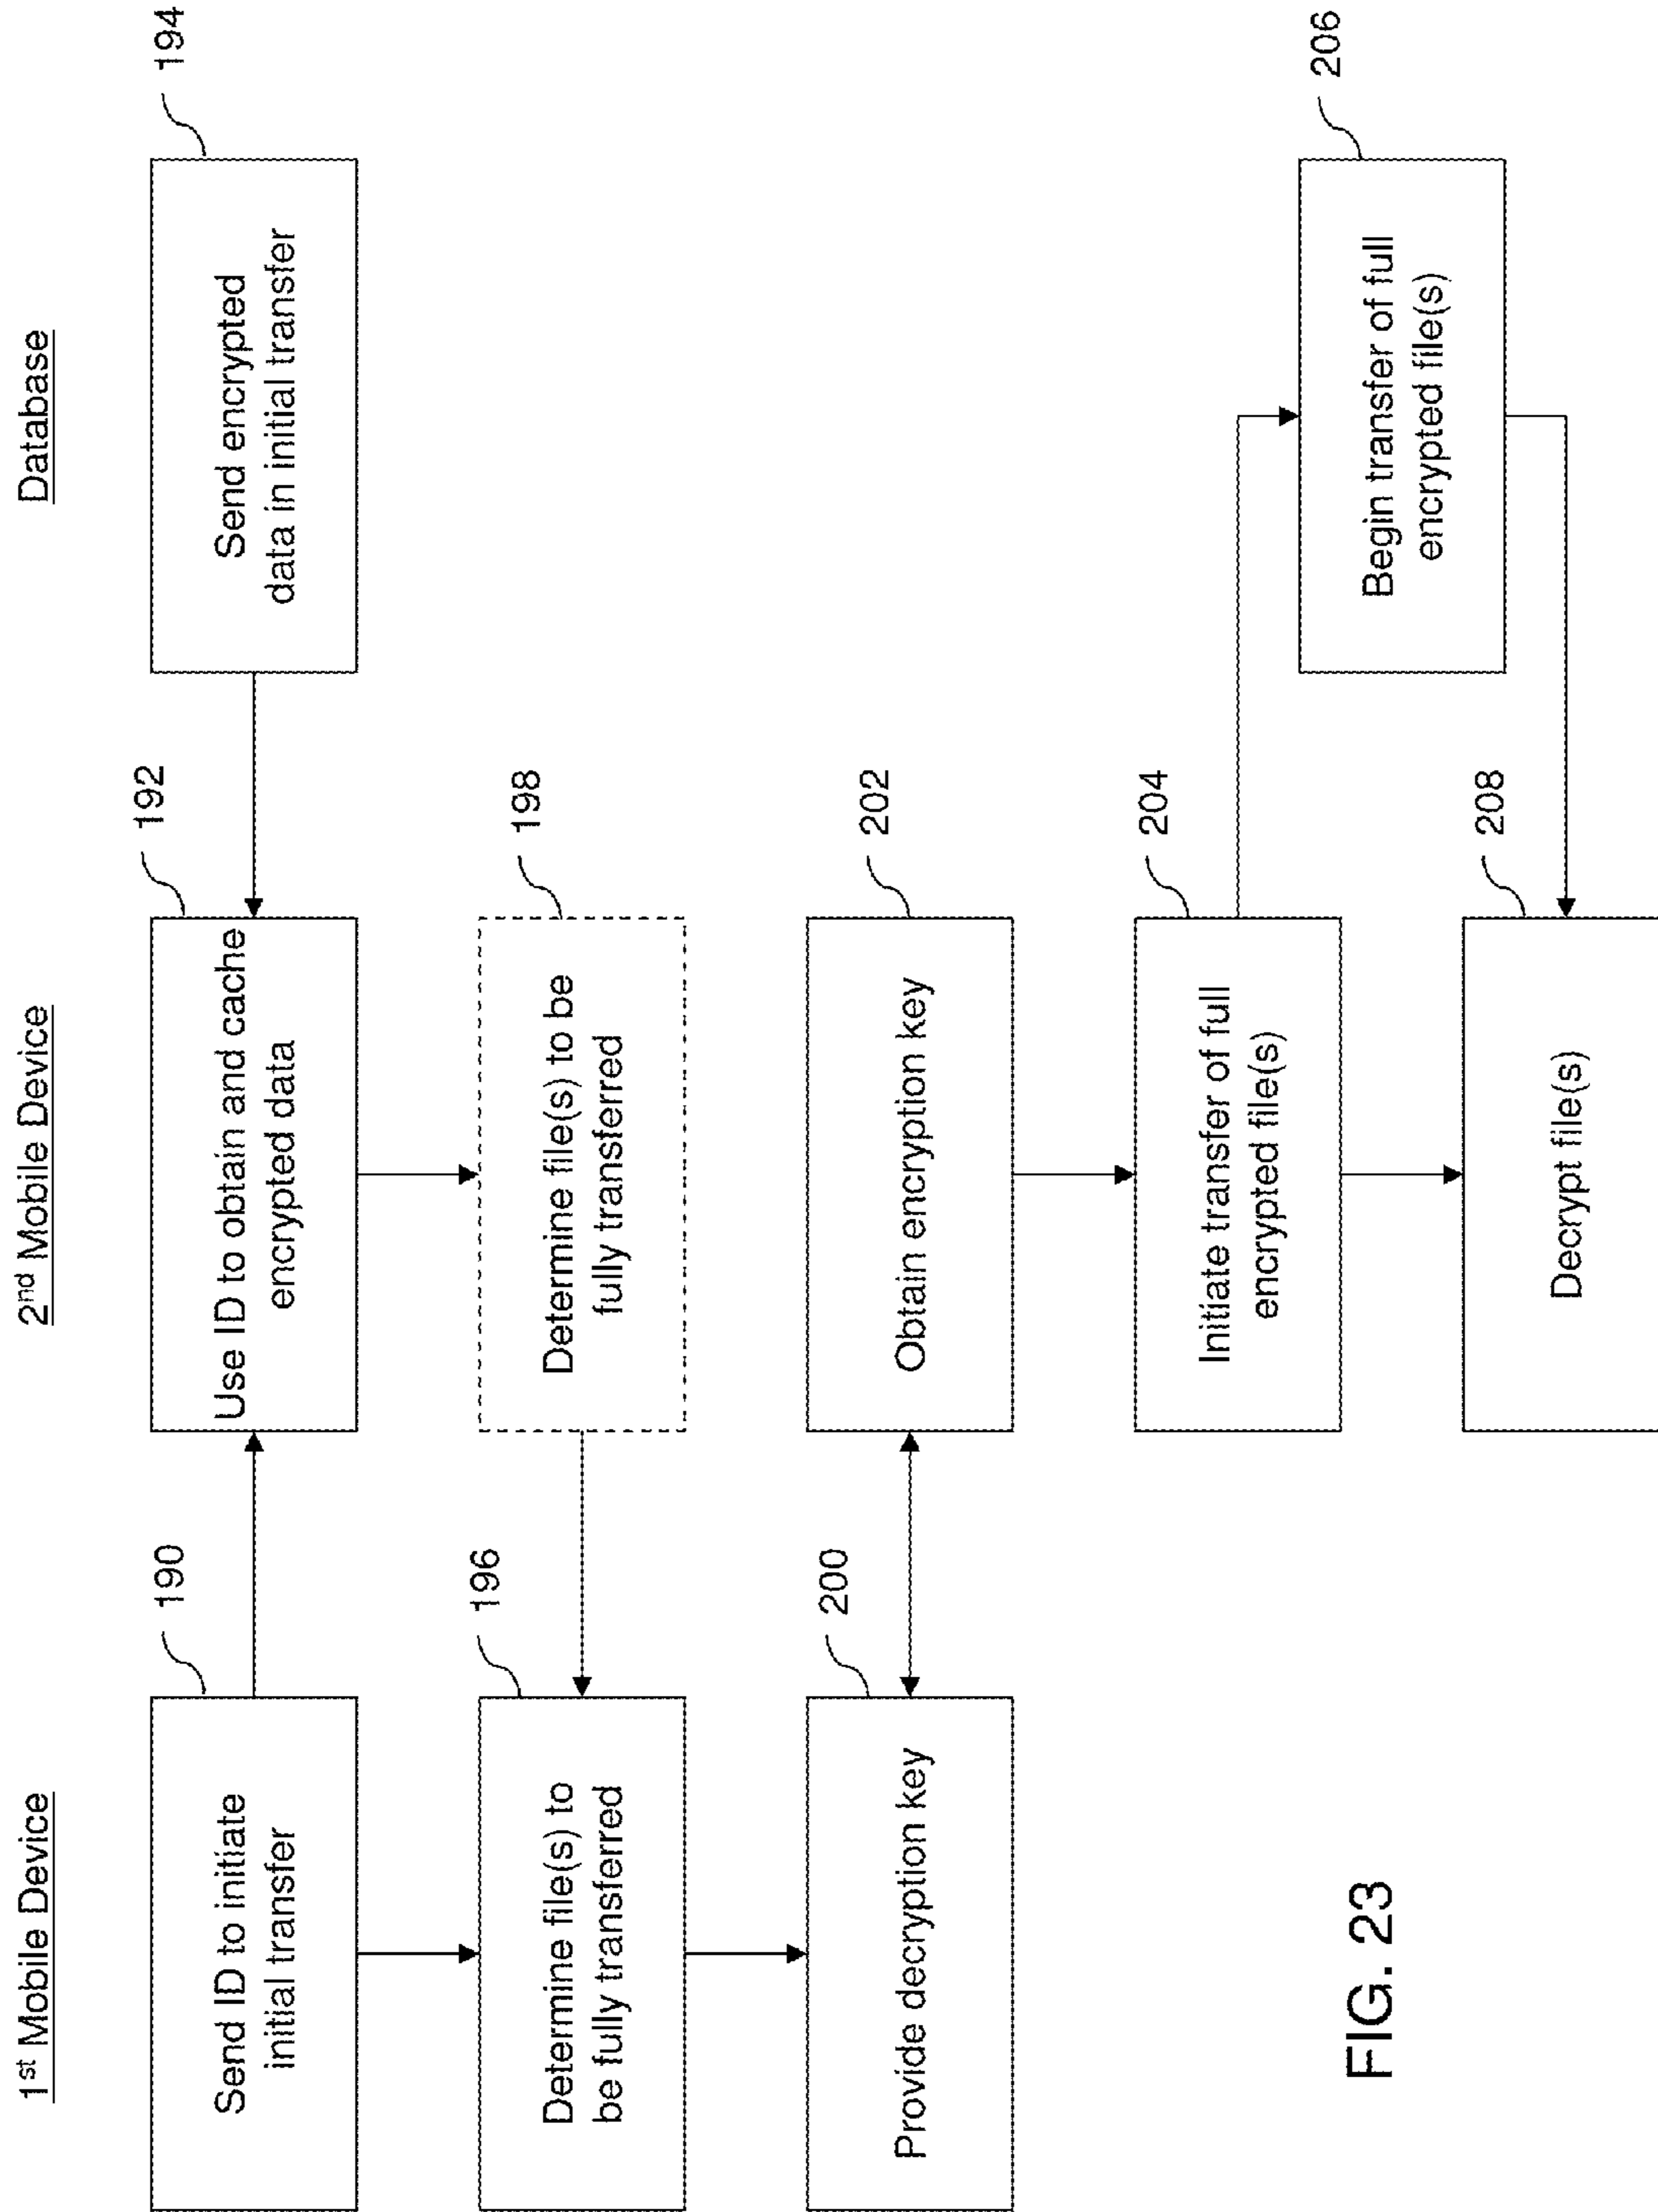 1st Mobile Device
2nd Mobile Device
Database
190
Send ID to initiate
initial transfer
192
Use ID to obtain and cache
encrypted data
194
Send encrypted
data in initial transfer
196
Determine file(s) to
be fully transferred
198
Determine file(s) to be
fully transferred
200
Provide decryption key
202
Obtain encryption key
204
Initiate transfer of full
encrypted file(s)
206
Begin transfer of full
encrypted file(s)
208
Decrypt file(s)
FIG. 23